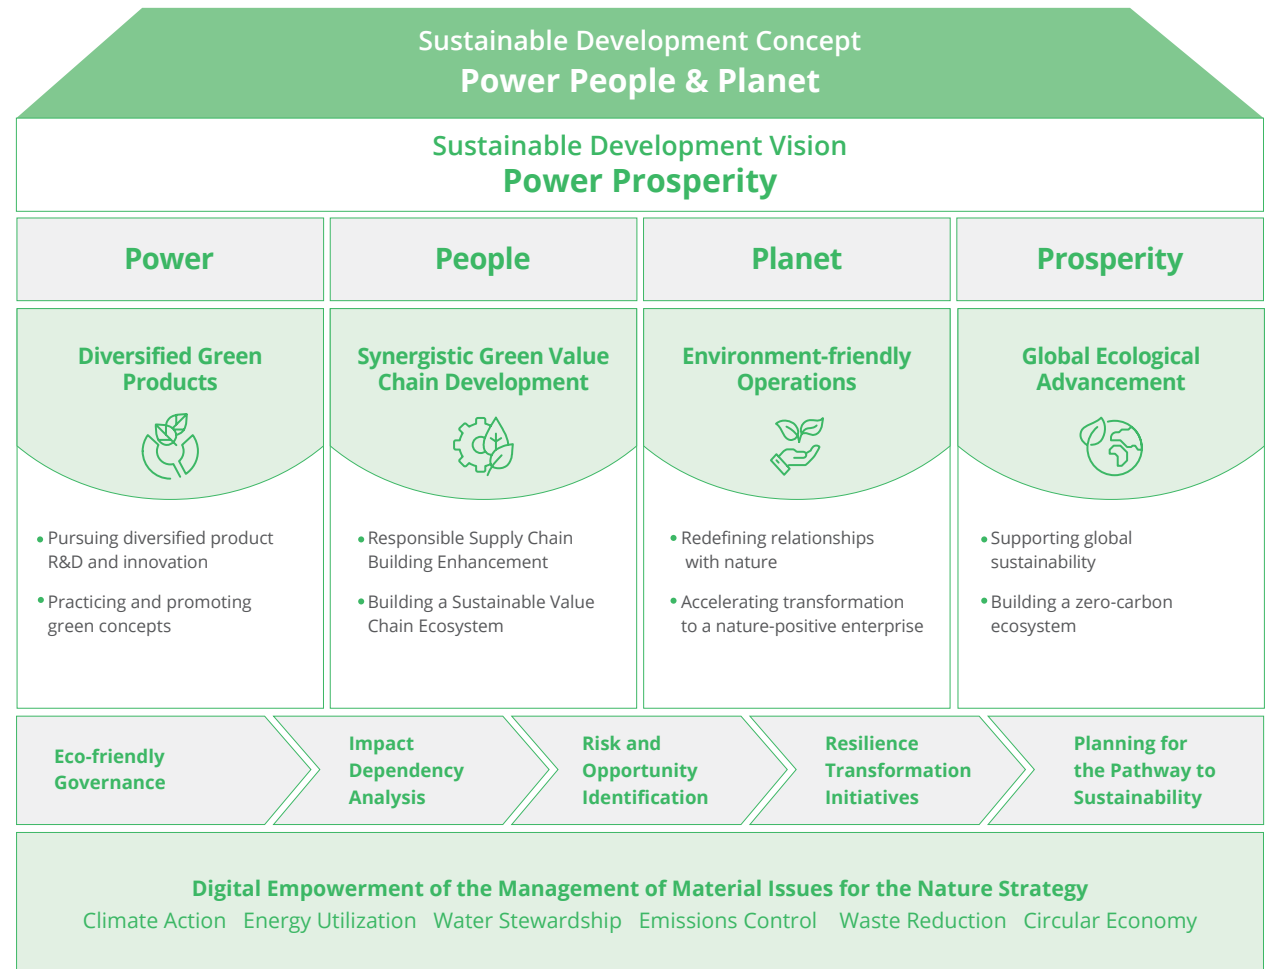 Sustainable Development Concept
Power People & Planet
Sustainable Development Vision
Power Prosperity
Power
People
Planet
Prosperity
Diversified Green
Products
• Pursuing diversified product
R&D and innovation
• Practicing and promoting
green concepts
Synergistic Green Value
Chain Development
• Responsible Supply Chain
Building Enhancement
• Building a Sustainable Value
Chain Ecosystem
Environment-friendly
Operations
• Redefining relationships
with nature
• Accelerating transformation
to a nature-positive enterprise
Global Ecological
Advancement
• Supporting global
sustainability
• Building a zero-carbon
ecosystem
Eco-friendly
Governance
Impact
Dependency
Analysis
Risk and
Opportunity
Identification
Resilience
Transformation
Initiatives
Planning for
the Pathway to
Sustainability
Digital Empowerment of the Management of Material Issues for the Nature Strategy
Climate Action Energy Utilization Water Stewardship Emissions Control Waste Reduction Circular Economy